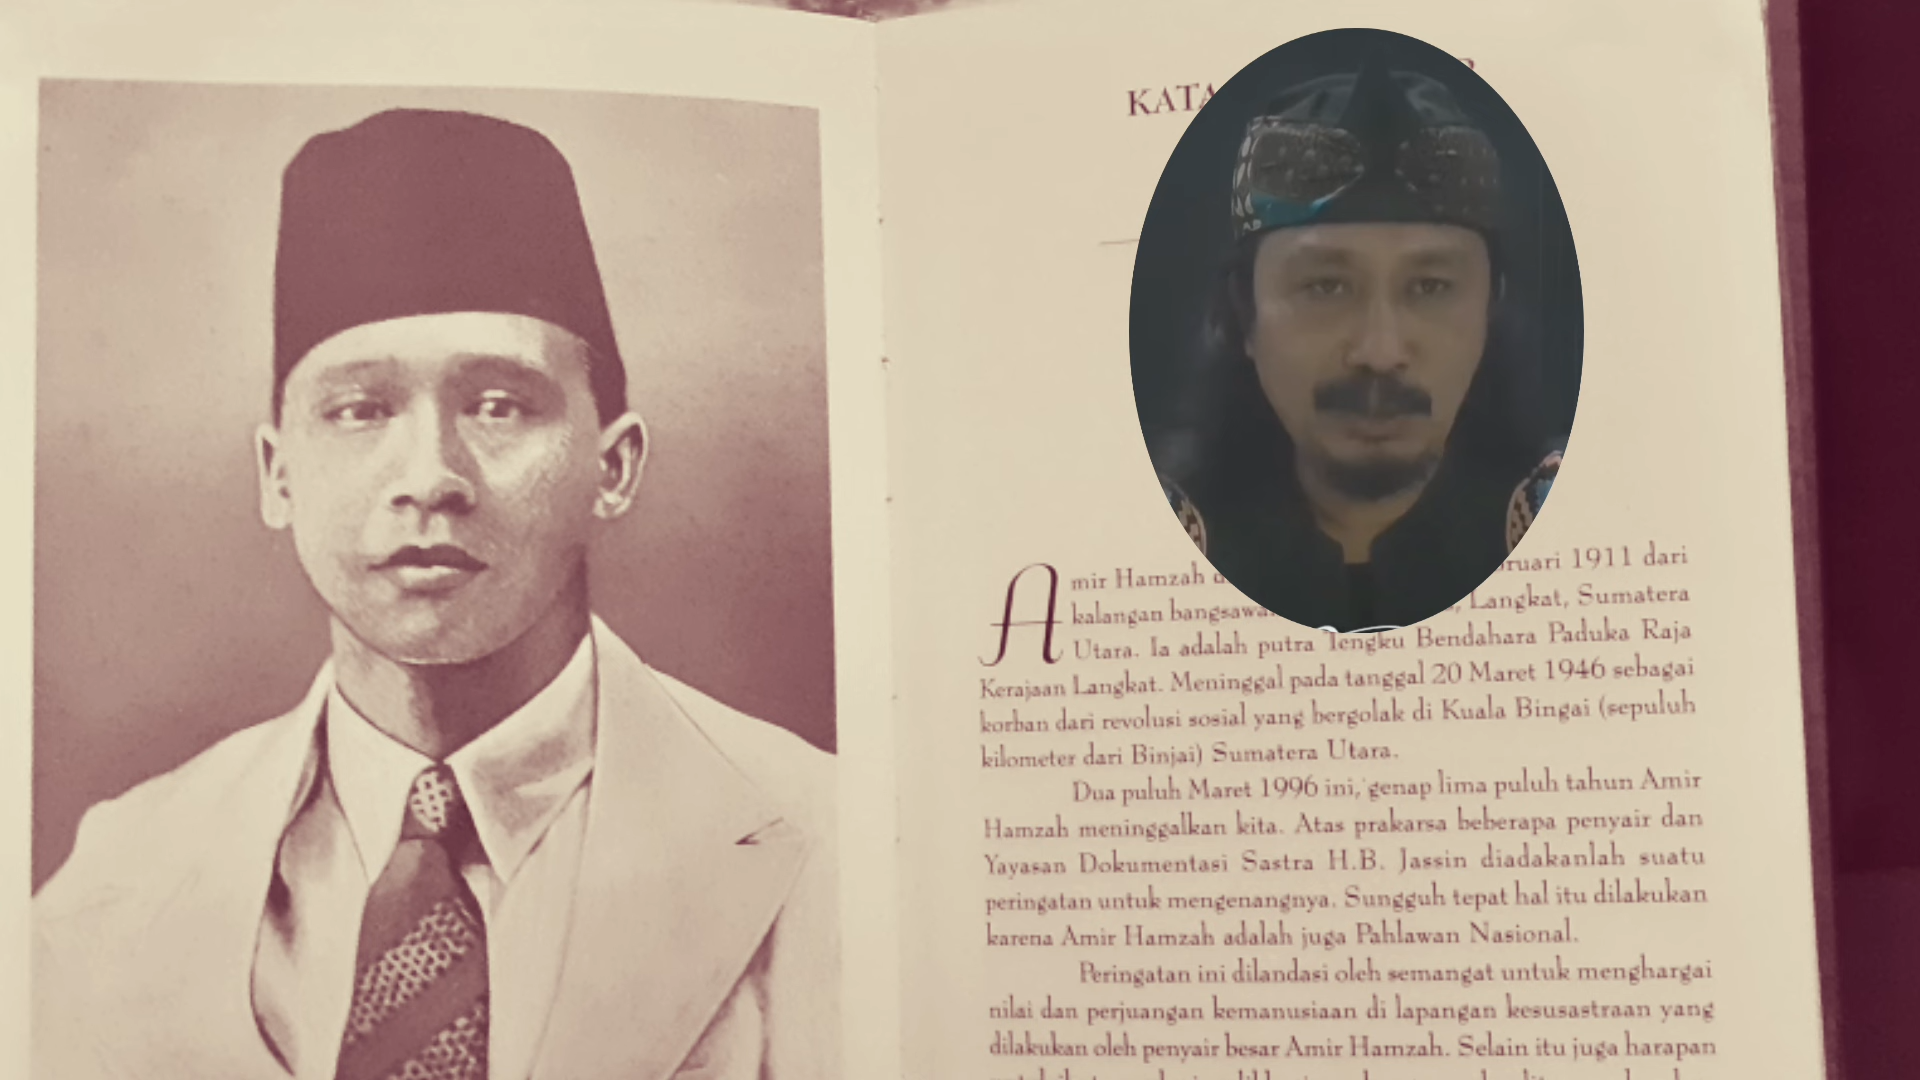 KATA
Amir Hamzah ruari 1911 dari
kalangan bangsawa Langkat, Sumatera
Utara. Ia adalah putra Tengku Bendahara Paduka Raja
Kerajaan Langkat. Meninggal pada tanggal 20 Maret 1946 sebagai
korban dari revolusi sosial yang bergolak di Kuala Bingai (sepuluh
kilometer dari Binjai) Sumatera Utara.
Dua puluh Maret 1996 ini, genap lima puluh tahun Amir
Hamzah meninggalkan kita. Atas prakarsa beberapa penyair dan
Yayasan Dokumentasi Sastra H.B. Jassin diadakanlah suatu
peringatan untuk mengenangnya. Sungguh tepat hal itu dilakukan
karena Amir Hamzah adalah juga Pahlawan Nasional.
Peringatan ini dilandasi oleh semangat untuk menghargai
nilai dan perjuangan kemanusiaan di lapangan kesusastraan yang
dilakukan oleh penyair besar Amir Hamzah. Selain itu juga harapan